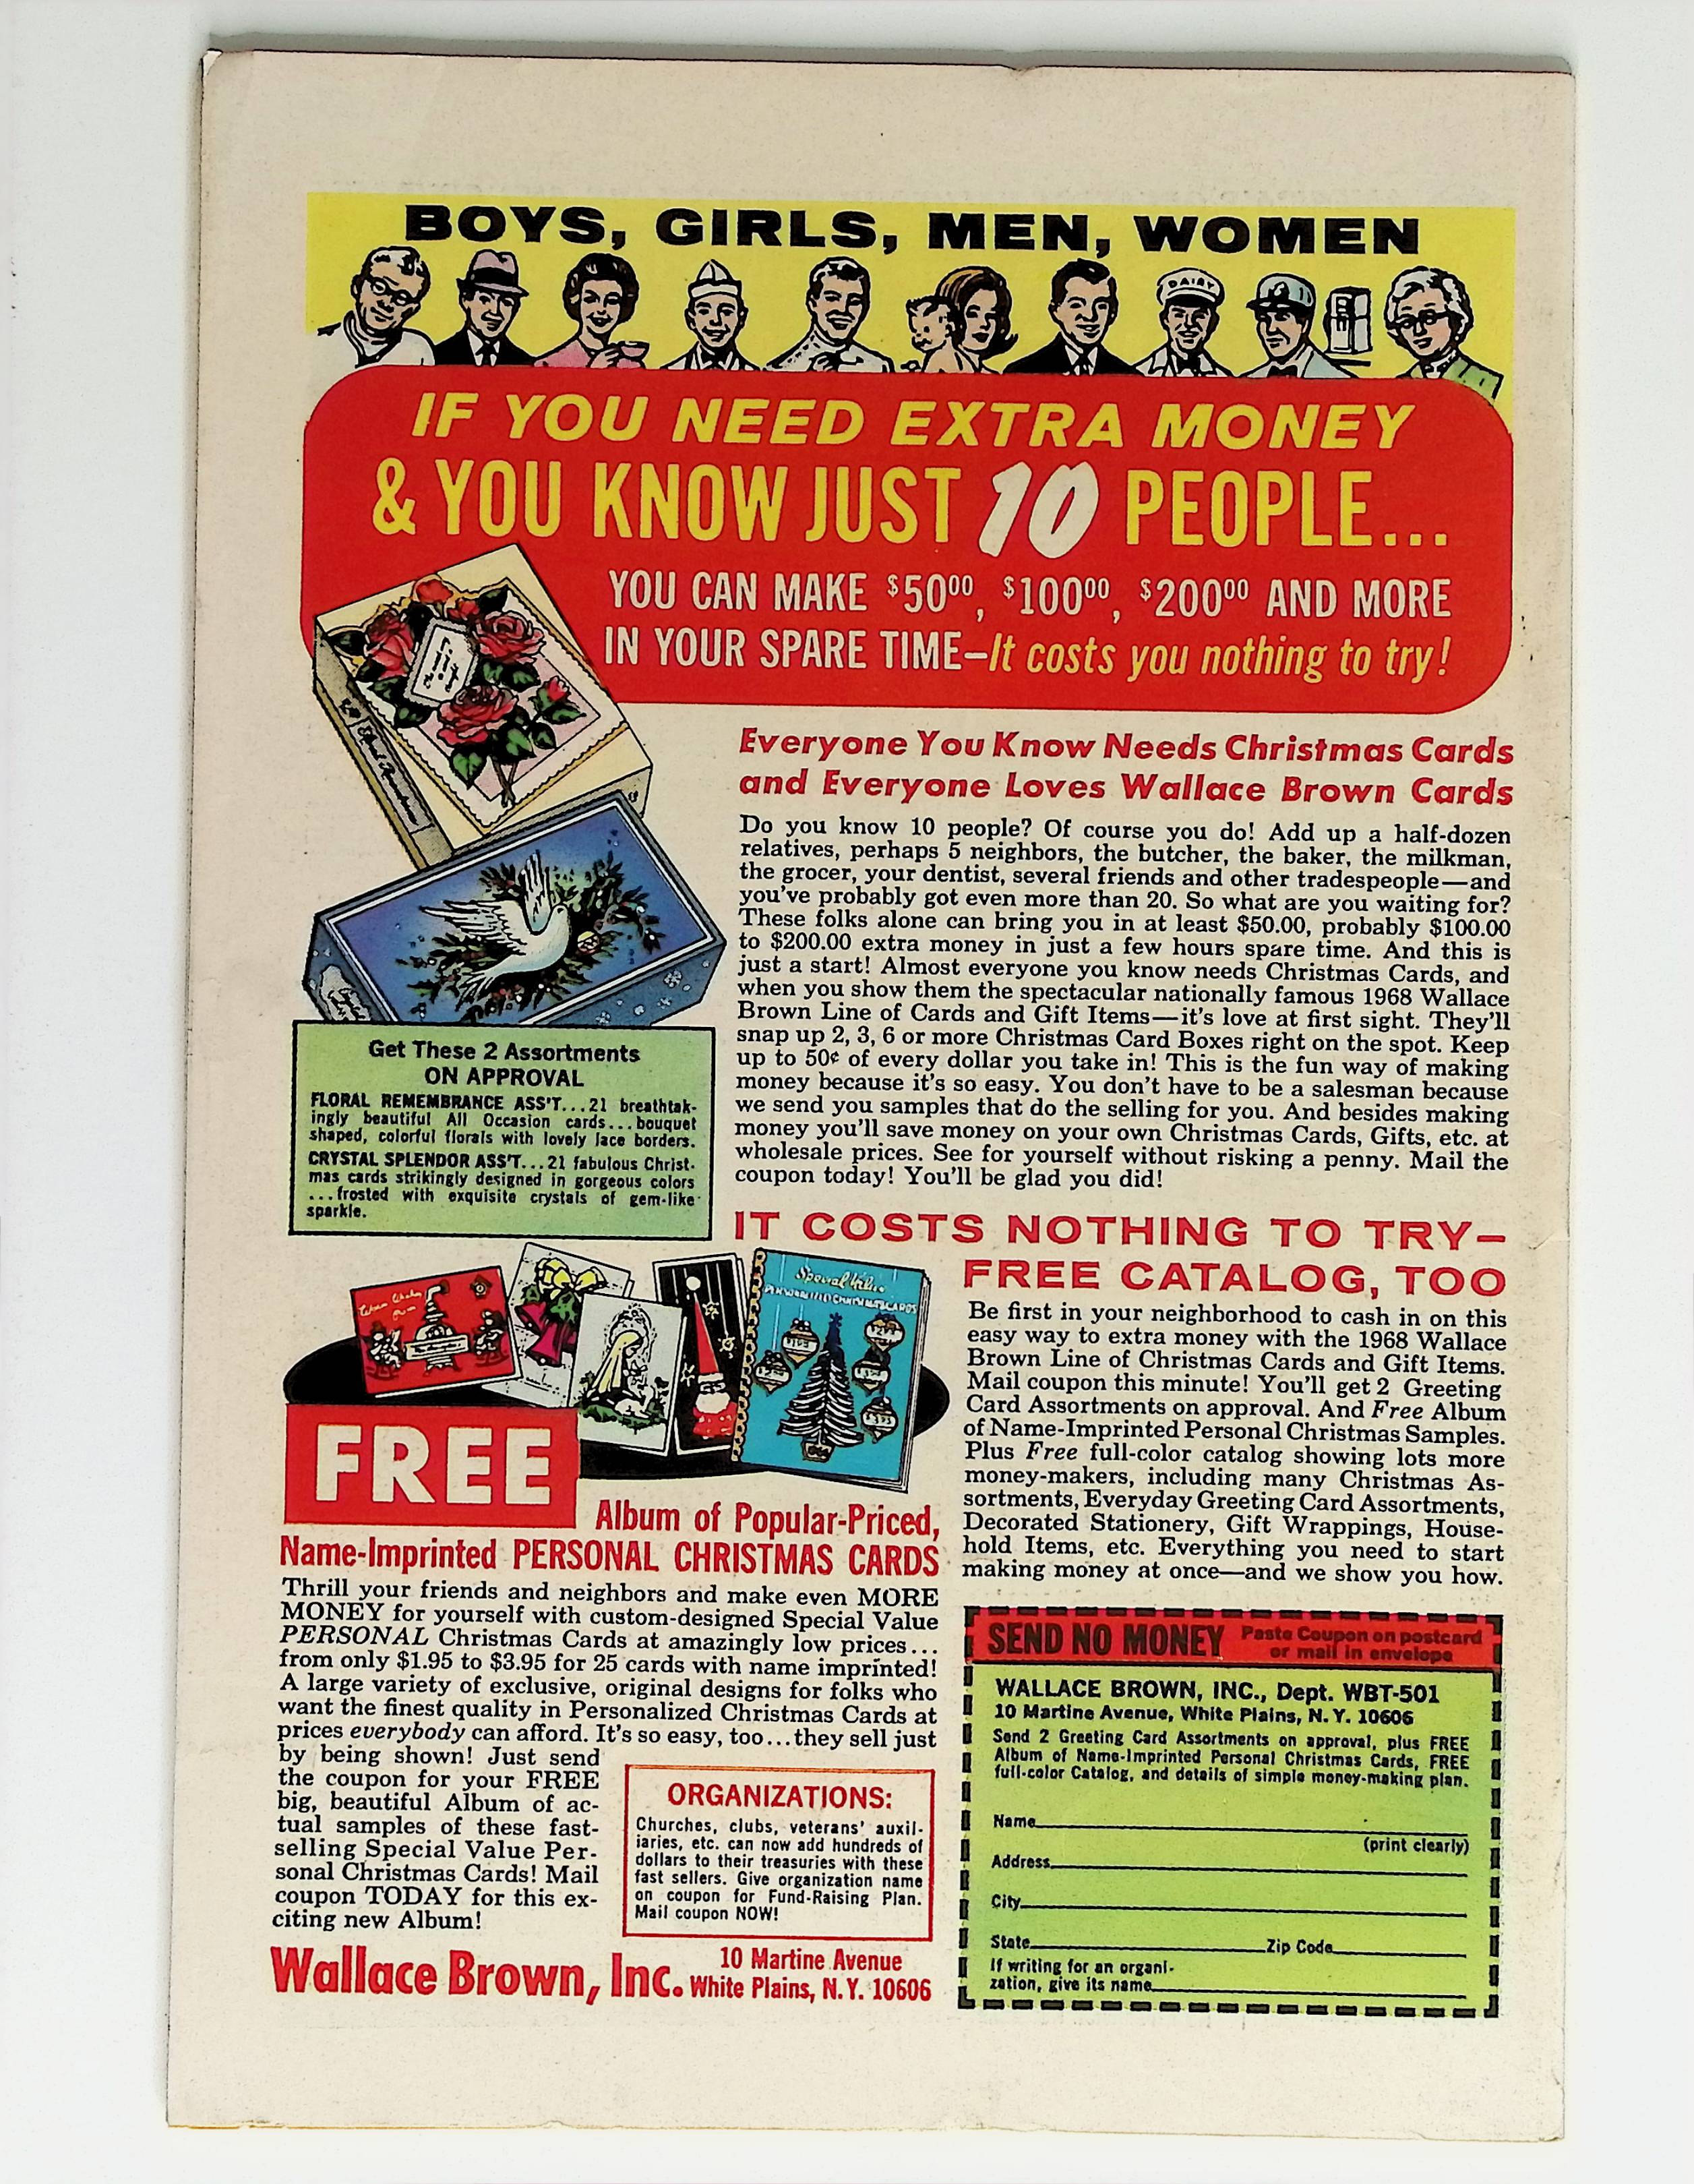 BOYS, GIRLS, MEN, WOMEN
DAIRY
IF YOU NEED EXTRA MONEY
& YOU KNOW JUST 10 PEOPLE...
YOU CAN MAKE $50.00, $100.00, $200.00 AND MORE
IN YOUR SPARE TIME—It costs you nothing to try!
Everyone You Know Needs Christmas Cards
and Everyone Loves Wallace Brown Cards
Do you know 10 people? Of course you do! Add up a half-dozen
relatives, perhaps 5 neighbors, the butcher, the baker, the milkman,
the grocer, your dentist, several friends and other tradespeople—and
you've probably got even more than 20. So what are you waiting for?
These folks alone can bring you in at least $50.00, probably $100.00
to $200.00 extra money in just a few hours spare time. And this is
just a start! Almost everyone you know needs Christmas Cards, and
when you show them the spectacular nationally famous 1968 Wallace
Brown Line of Cards and Gift Items—it's love at first sight. They'll
snap up 2, 3, 6 or more Christmas Card Boxes right on the spot. Keep
up to 50¢ of every dollar you take in! This is the fun way of making
money because it's so easy. You don't have to be a salesman because
we send you samples that do the selling for you. And besides making
money you'll save money on your own Christmas Cards, Gifts, etc. at
wholesale prices. See for yourself without risking a penny. Mail the
coupon today! You'll be glad you did!
Get These 2 Assortments
ON APPROVAL
FLORAL REMEMBRANCE ASS'T...21 breathtak-
ingly beautiful All Occasion cards...bouquet
shaped, colorful florals with lovely lace borders.
CRYSTAL SPLENDOR ASS'T...21 fabulous Christ-
mas cards strikingly designed in gorgeous colors
...frosted with exquisite crystals of gem-like
sparkle.
IT COSTS NOTHING TO TRY—
FREE CATALOG, TOO
Be first in your neighborhood to cash in on this
easy way to extra money with the 1968 Wallace
Brown Line of Christmas Cards and Gift Items.
Mail coupon this minute! You'll get 2 Greeting
Card Assortments on approval. And Free Album
of Name-Imprinted Personal Christmas Samples.
Plus Free full-color catalog showing lots more
money-makers, including many Christmas As-
sortments, Everyday Greeting Card Assortments,
Decorated Stationery, Gift Wrappings, House-
hold Items, etc. Everything you need to start
making money at once—and we show you how.
Special Value
PERSONALIZED CHRISTMAS CARDS
FREE
Album of Popular-Priced,
Name-Imprinted PERSONAL CHRISTMAS CARDS
Thrill your friends and neighbors and make even MORE
MONEY for yourself with custom-designed Special Value
PERSONAL Christmas Cards at amazingly low prices...
from only $1.95 to $3.95 for 25 cards with name imprinted!
A large variety of exclusive, original designs for folks who
want the finest quality in Personalized Christmas Cards at
prices everybody can afford. It's so easy, too...they sell just
by being shown! Just send
the coupon for your FREE
big, beautiful Album of ac-
tual samples of these fast-
selling Special Value Per-
sonal Christmas Cards! Mail
coupon TODAY for this ex-
citing new Album!
ORGANIZATIONS:
Churches, clubs, veterans' auxil-
iaries, etc. can now add hundreds of
dollars to their treasuries with these
fast sellers. Give organization name
on coupon for Fund-Raising Plan.
Mail coupon NOW!
Wallace Brown, Inc.
10 Martine Avenue
White Plains, N.Y. 10606
SEND NO MONEY
Paste Coupon on postcard
or mail in envelope
WALLACE BROWN, INC., Dept. WBT-501
10 Martine Avenue, White Plains, N.Y. 10606
Send 2 Greeting Card Assortments on approval, plus FREE
Album of Name-Imprinted Personal Christmas Cards, FREE
full-color Catalog, and details of simple money-making plan.
Name
(print clearly)
Address
City
State Zip Code
If writing for an organi-
zation, give its name